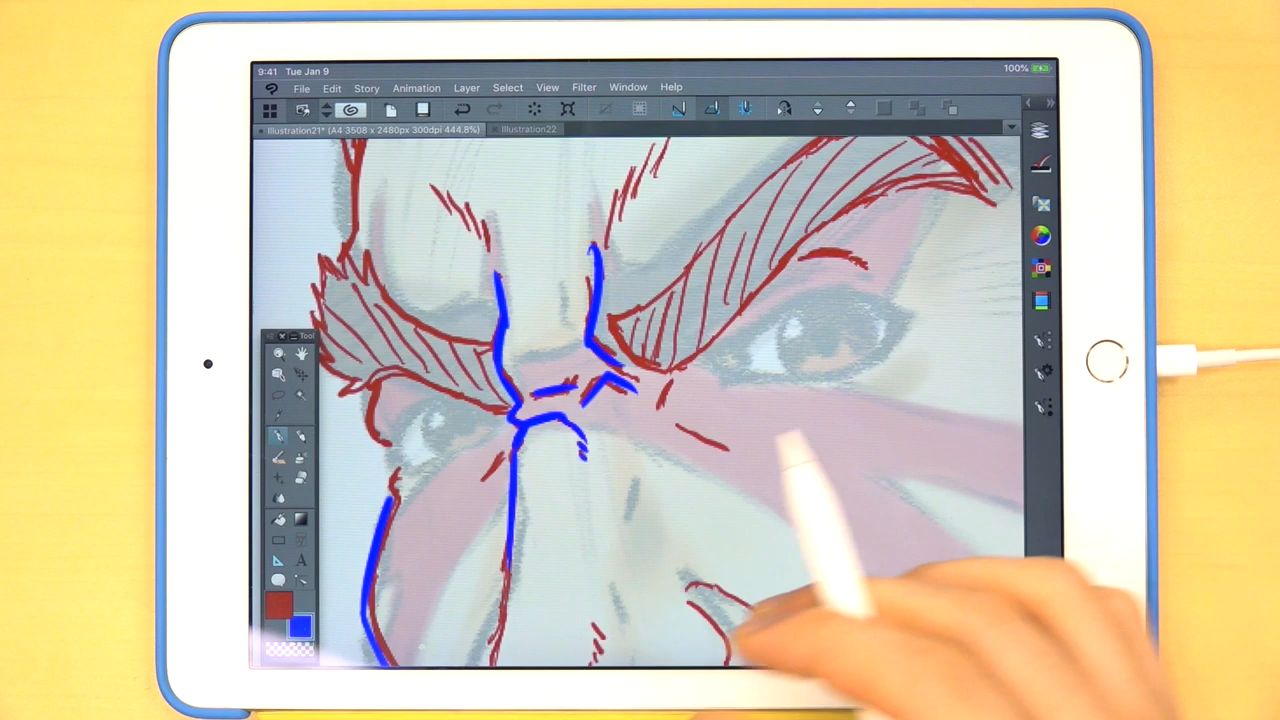 9:41 Tue Jan 9
100%
File Edit Story Animation Layer Select View Filter Window Help
Illustration21* (A4 3508 x 2480px 300dpi 444.8%) Illustration22
Tool
A